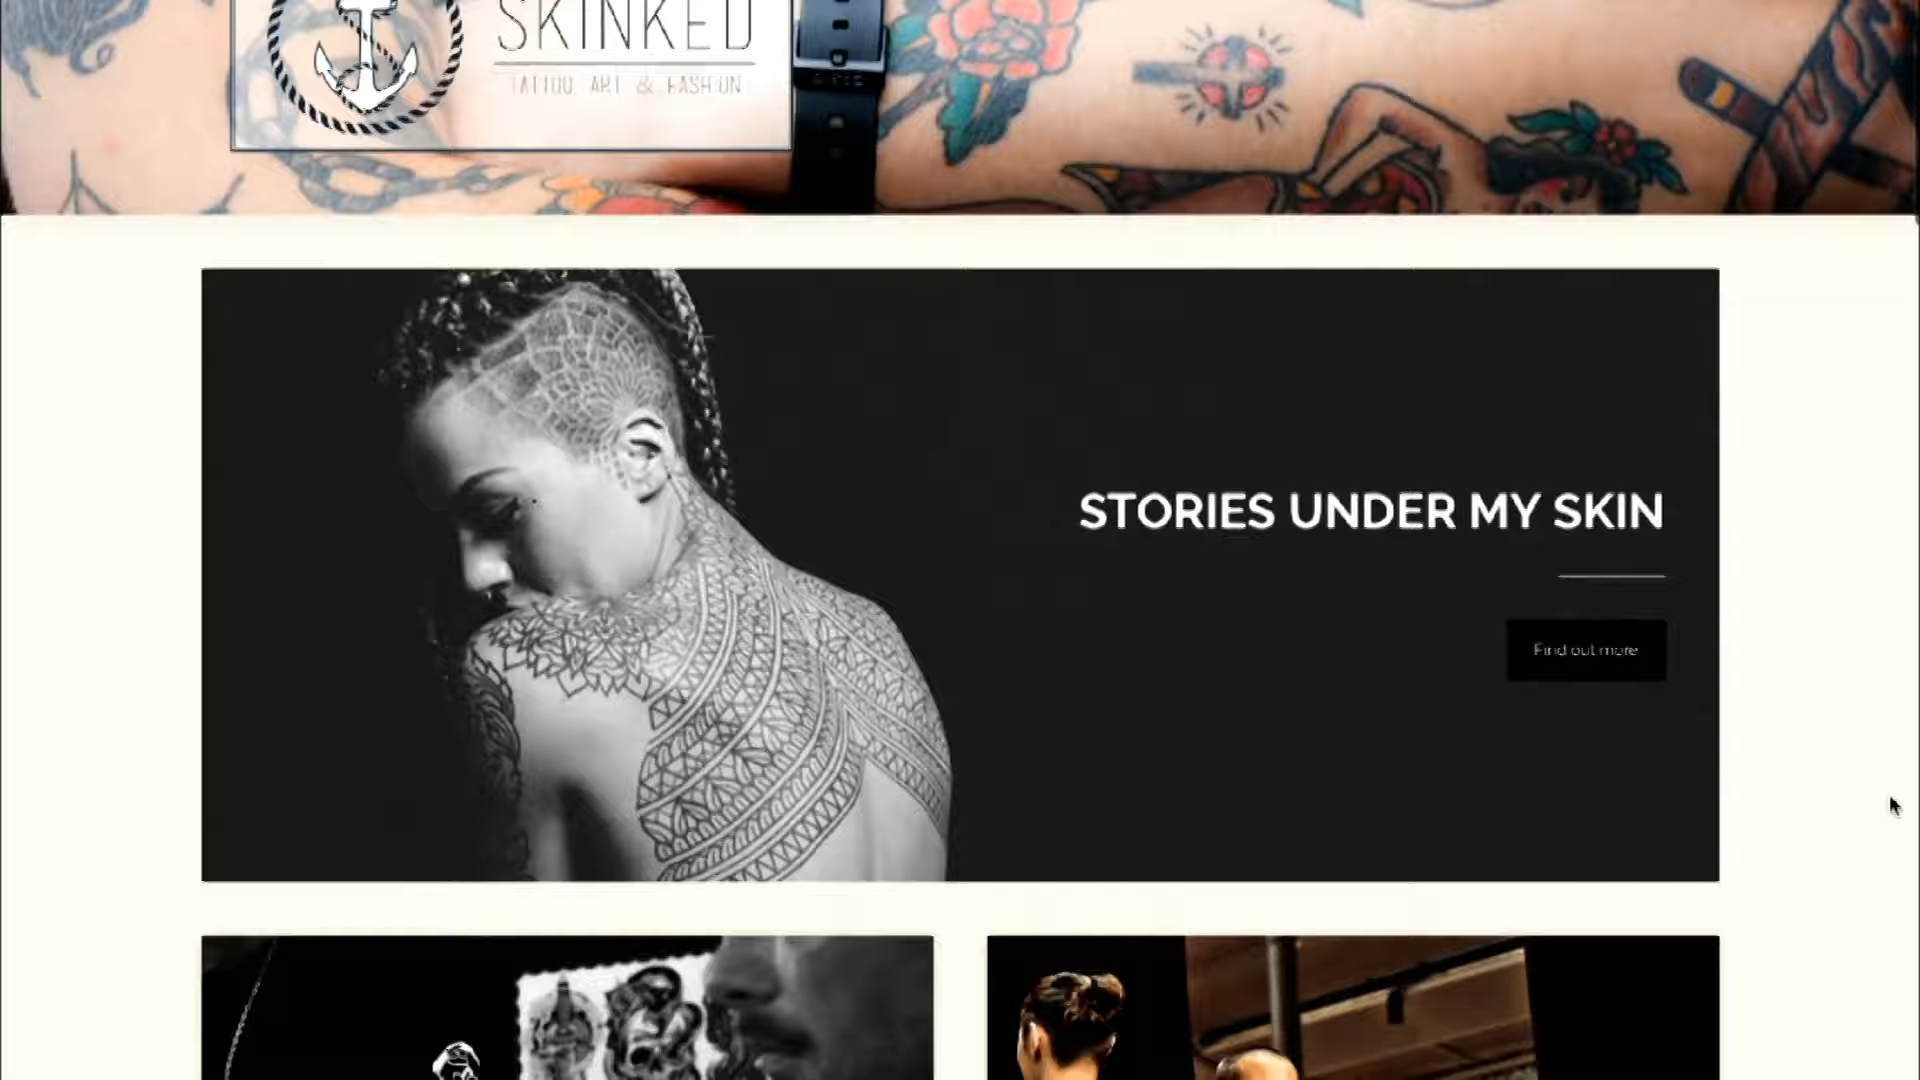 SKINKED
TATTOO, ART & FASHION
STORIES UNDER MY SKIN
Find out more